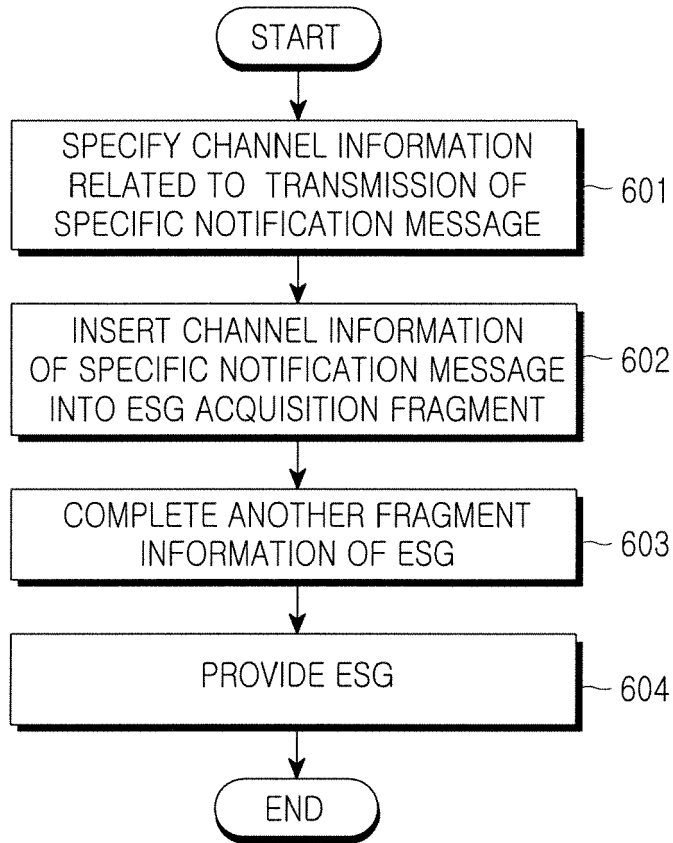 START
SPECIFY CHANNEL INFORMATION
RELATED TO TRANSMISSION OF
SPECIFIC NOTIFICATION MESSAGE
601
INSERT CHANNEL INFORMATION
OF SPECIFIC NOTIFICATION MESSAGE
INTO ESG ACQUISITION FRAGMENT
602
COMPLETE ANOTHER FRAGMENT
INFORMATION OF ESG
603
PROVIDE ESG
604
END